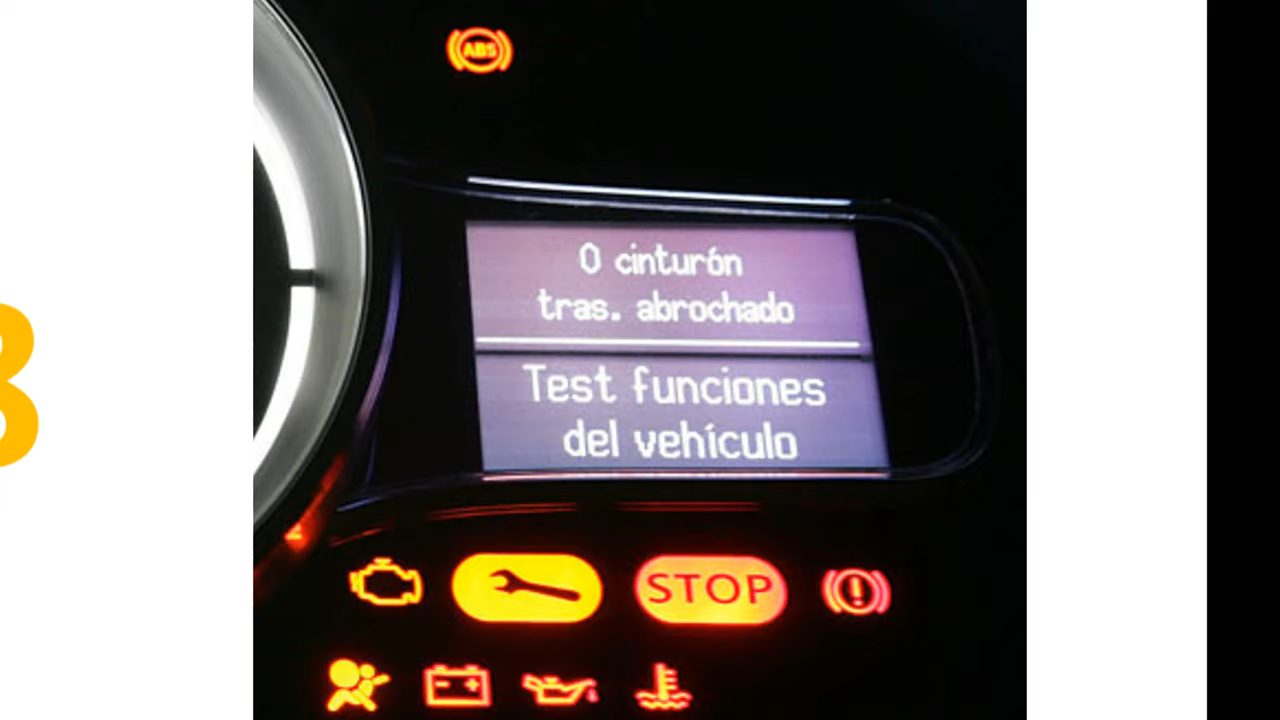 ABS
0 cinturón
tras. abrochado
Test funciones
del vehículo
STOP